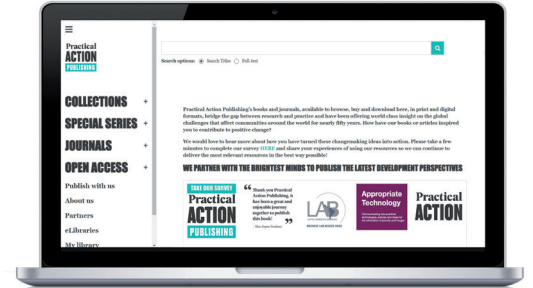 Practical
ACTION
PUBLISHING
Search options: Search Titles Full-text
COLLECTIONS +
SPECIAL SERIES +
JOURNALS +
OPEN ACCESS +
Publish with us
About us
Partners
eLibraries
My library
Practical Action Publishing's books and journals, available to browse, buy and download here, in print and digital
formats, bridge the gap between research and practice and have been offering world class insight on the global
challenges that affect communities around the world for nearly fifty years. How have our books or articles inspired
you to contribute to positive change?
We would love to hear more about how you have turned these changemaking ideas into action. Please take a few
minutes to complete our survey HERE and share your experiences of using our resources so we can continue to
deliver the most relevant resources in the best way possible!
WE PARTNER WITH THE BRIGHTEST MINDS TO PUBLISH THE LATEST DEVELOPMENT PERSPECTIVES
TAKE OUR SURVEY
Practical
ACTION
PUBLISHING
“Thank you Practical
Action Publishing, it
has been a great and
enjoyable journey
together to publish
this book!”
LAB
BROWSE LAB BOOKS HERE
Appropriate
Technology
Practical
ACTION